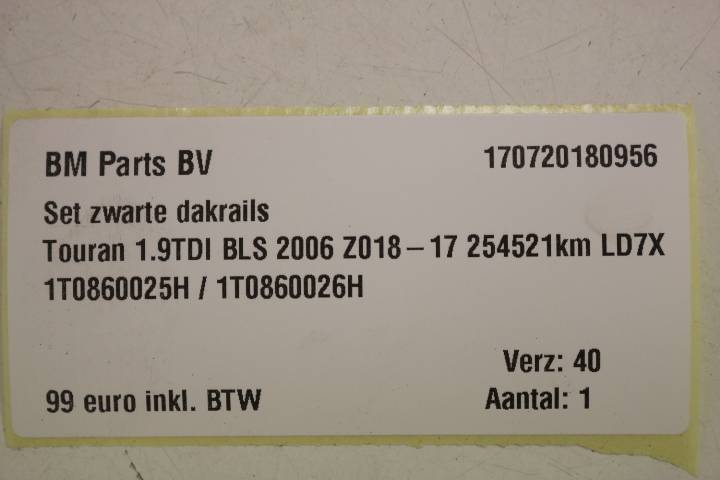 BM Parts BV 170720180956
Set zwarte dakrails
Touran 1.9TDI BLS 2006 Z018-17 254521km LD7X
1T0860025H / 1T0860026H
Verz: 40
99 euro inkl. BTW Aantal: 1